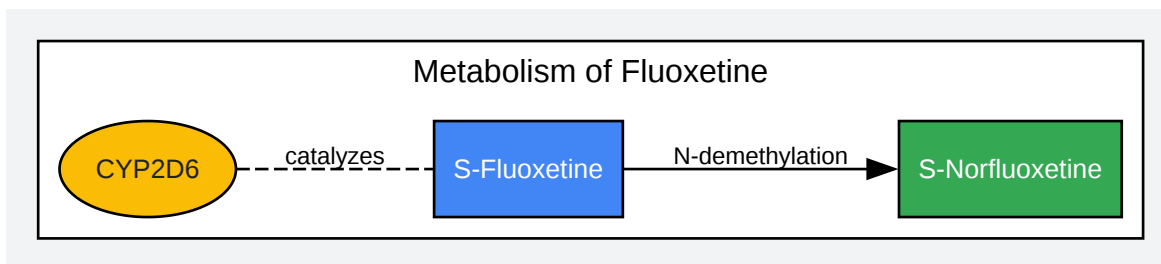 Metabolism of Fluoxetine
CYP2D6
catalyzes
S-Fluoxetine
N-demethylation
S-Norfluoxetine